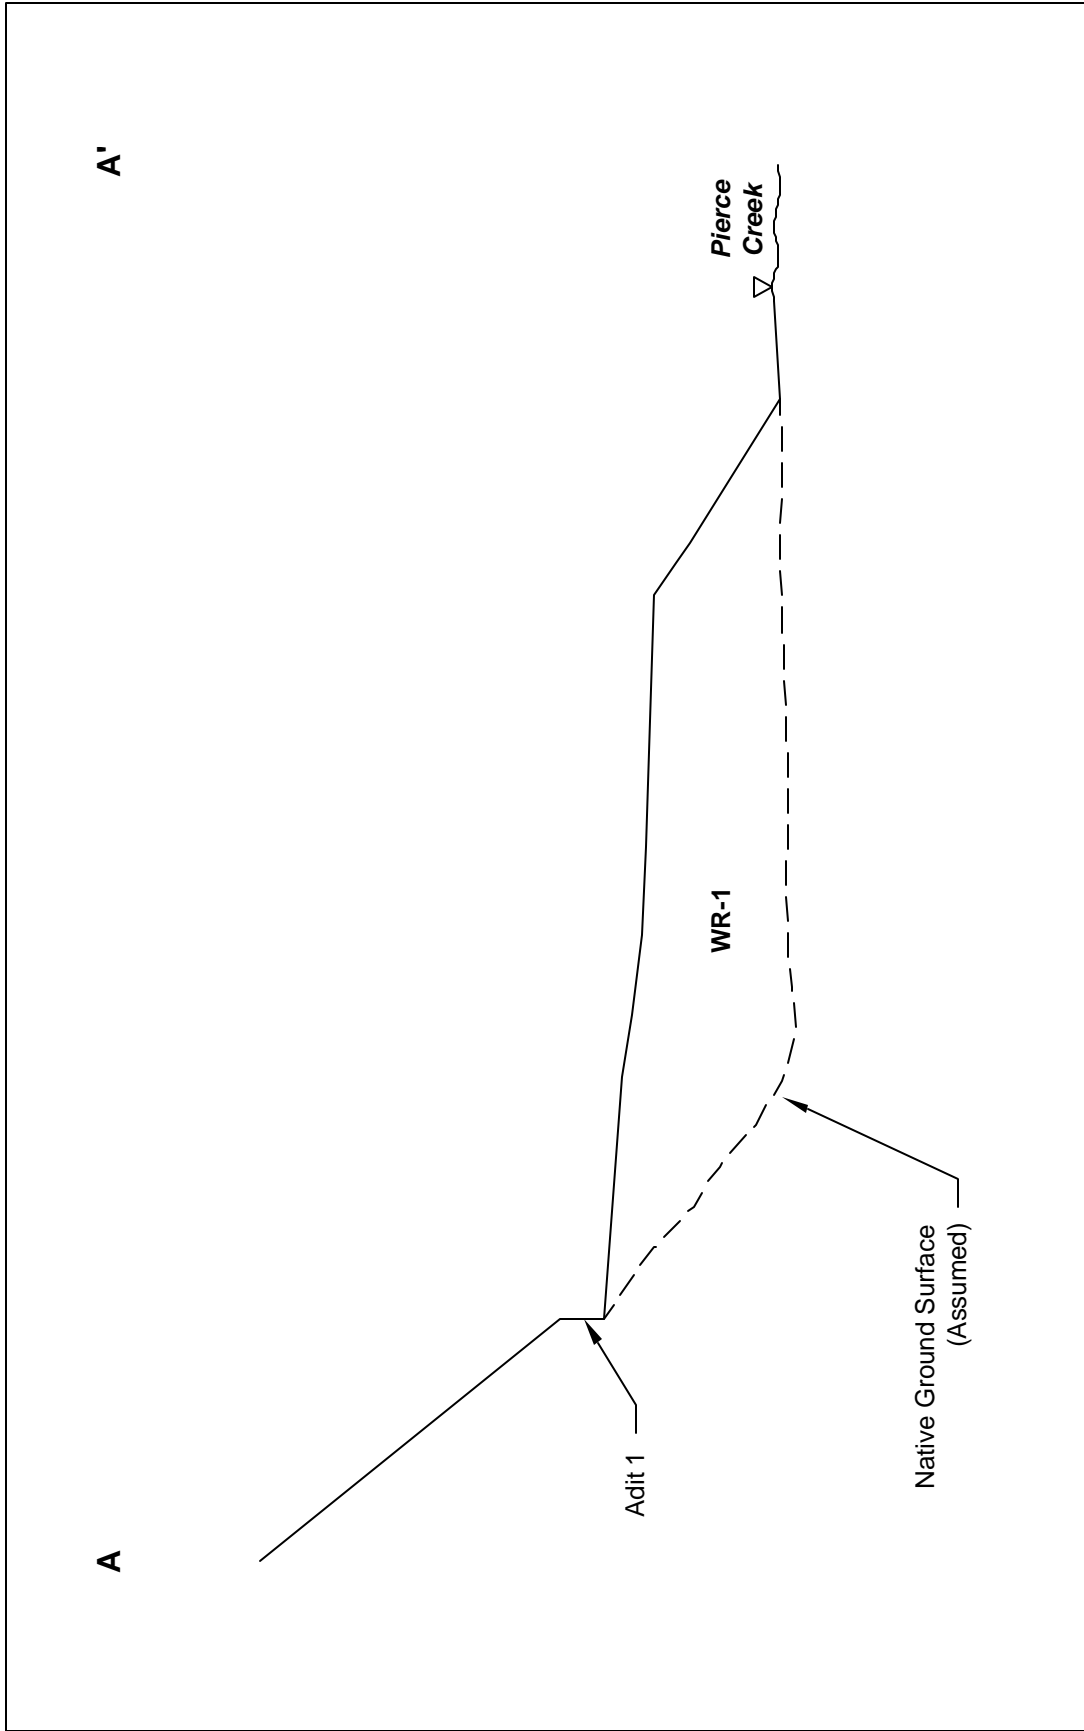 A
A'
Pierce
Creek
WR-1
Adit 1
Native Ground Surface
(Assumed)